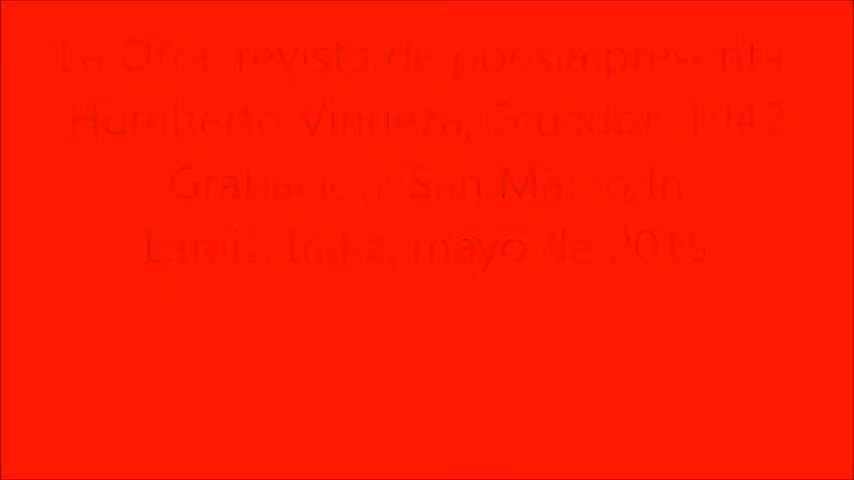 La Otra, revista de poesía presenta:
Humberto Vinueza, Ecuador, 1942
Grabación: San Marco In
Lamis, Italia, mayo de 2015